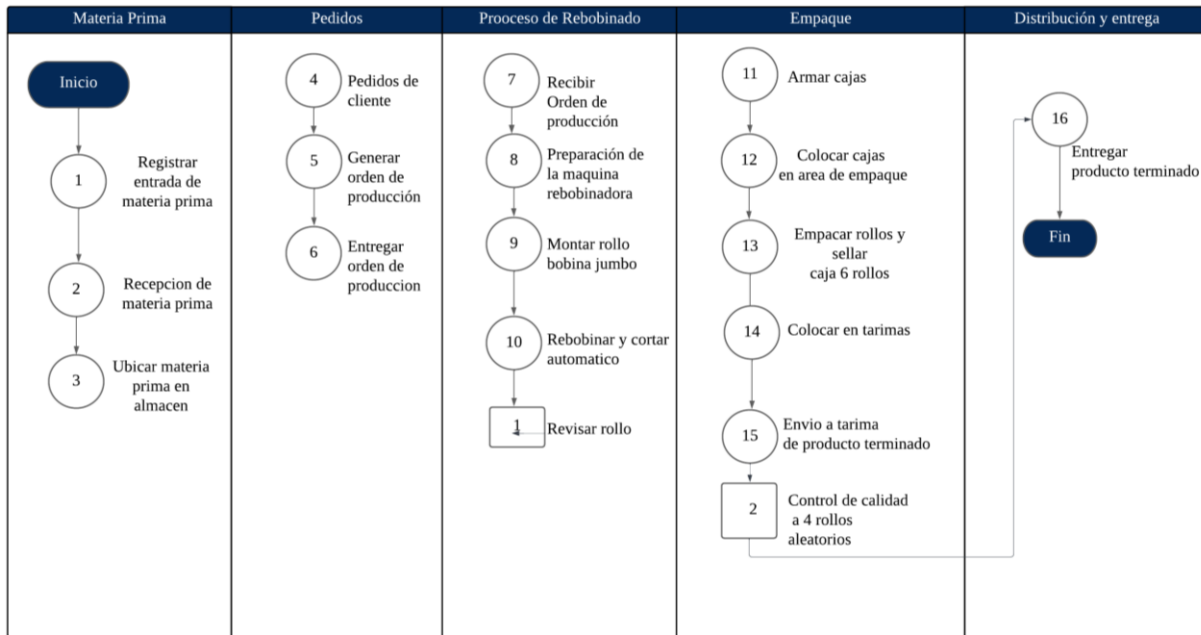 Materia Prima
Pedidos
Prooceso de Rebobinado
Empaque
Distribución y entrega
Inicio
1
Registrar
entrada de
materia prima
2
Recepcion de
materia prima
3
Ubicar materia
prima en
almacen
4
Pedidos de
cliente
5
Generar
orden de
producción
6
Entregar
orden de
produccion
7
Recibir
Orden de
producción
8
Preparación de
la maquina
rebobinadora
9
Montar rollo
bobina jumbo
10
Rebobinar y cortar
automatico
1
Revisar rollo
11
Armar cajas
12
Colocar cajas
en area de empaque
13
Empacar rollos y
sellar
caja 6 rollos
14
Colocar en tarimas
15
Envio a tarima
de producto terminado
2
Control de calidad
a 4 rollos
aleatorios
16
Entregar
producto terminado
Fin